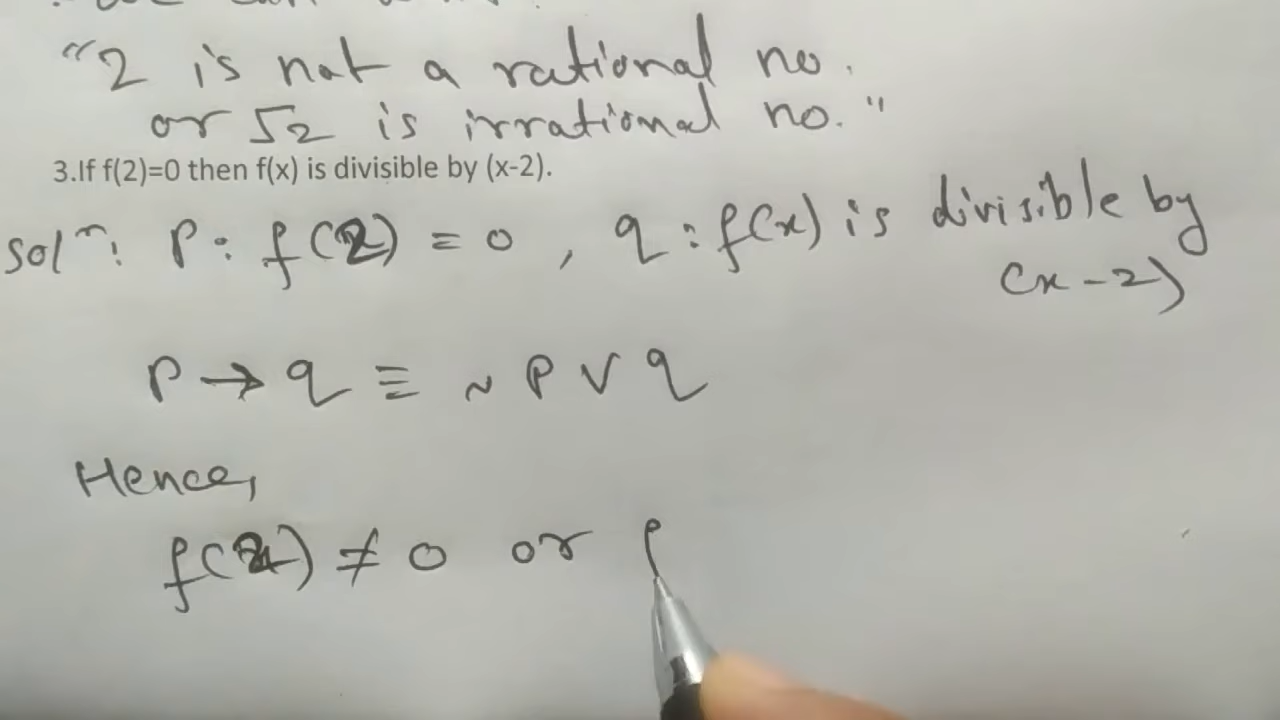 "2 is not a rational no.
or √2 is irrational no."
3.If f(2)=0 then f(x) is divisible by (x-2).
Solⁿ: P: f(2) = 0, q: f(x) is divisible by
(x-2)
P → q ≡ ~ P ∨ q
Hence,
f(2) ≠ 0 or f